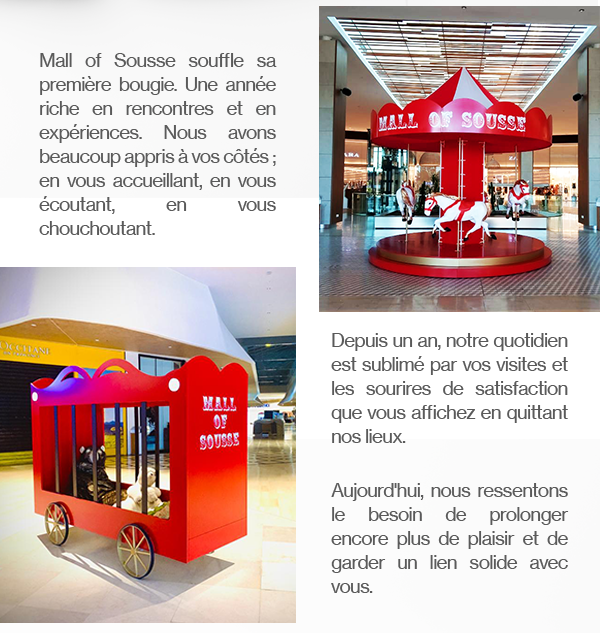 Mall of Sousse souffle sa
première bougie. Une année
riche en rencontres et en
expériences. Nous avons
beaucoup appris à vos côtés ;
en vous accueillant, en vous
écoutant, en vous
chouchoutant.
MALL OF SOUSSE
ZARA
L'OCCITANE
MALL
OF
SOUSSE
Depuis un an, notre quotidien
est sublimé par vos visites et
les sourires de satisfaction
que vous affichez en quittant
nos lieux.
Aujourd'hui, nous ressentons
le besoin de prolonger
encore plus de plaisir et de
garder un lien solide avec
vous.